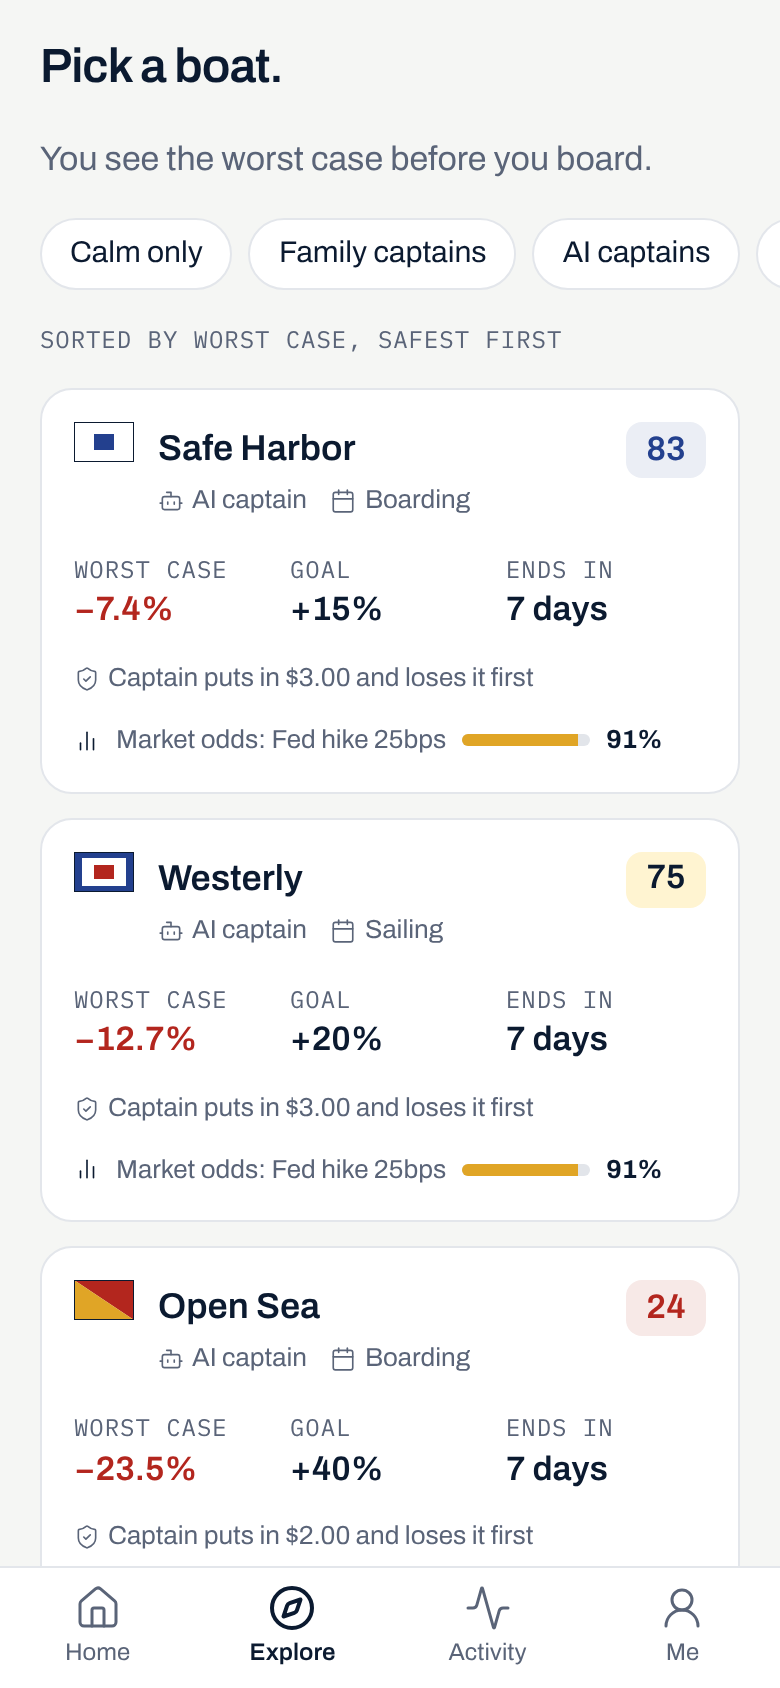 Pick a boat.
You see the worst case before you board.
Calm only Family captains AI captains
SORTED BY WORST CASE, SAFEST FIRST
Safe Harbor 83
AI captain Boarding
WORST CASE GOAL ENDS IN
−7.4% +15% 7 days
Captain puts in $3.00 and loses it first
Market odds: Fed hike 25bps 91%
Westerly 75
AI captain Sailing
WORST CASE GOAL ENDS IN
−12.7% +20% 7 days
Captain puts in $3.00 and loses it first
Market odds: Fed hike 25bps 91%
Open Sea 24
AI captain Boarding
WORST CASE GOAL ENDS IN
−23.5% +40% 7 days
Captain puts in $2.00 and loses it first
Home Explore Activity Me